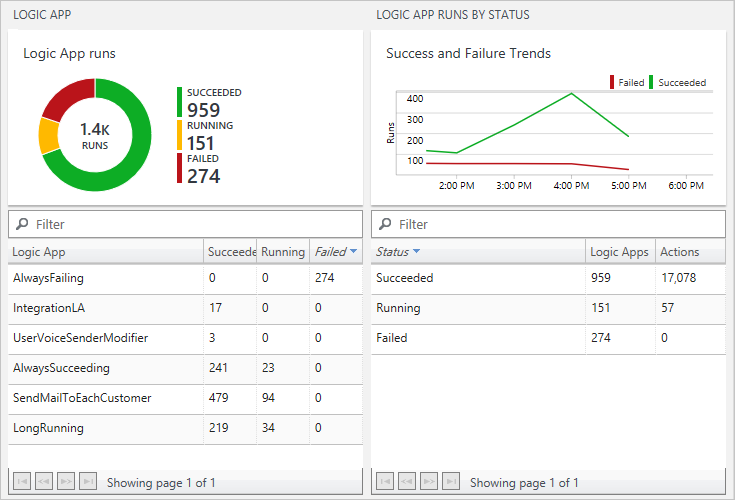 LOGIC APP
Logic App runs
1.4K
RUNS
SUCCEEDED
959
RUNNING
151
FAILED
274
Filter
Logic App Succeede Running Failed
AlwaysFailing 0 0 274
IntegrationLA 17 0 0
UserVoiceSenderModifier 3 0 0
AlwaysSucceeding 241 23 0
SendMailToEachCustomer 479 94 0
LongRunning 219 34 0
Showing page 1 of 1
LOGIC APP RUNS BY STATUS
Success and Failure Trends
Failed Succeeded
Runs
400
300
200
100
2:00 PM 3:00 PM 4:00 PM 5:00 PM 6:00 PM
Filter
Status Logic Apps Actions
Succeeded 959 17,078
Running 151 57
Failed 274 0
Showing page 1 of 1